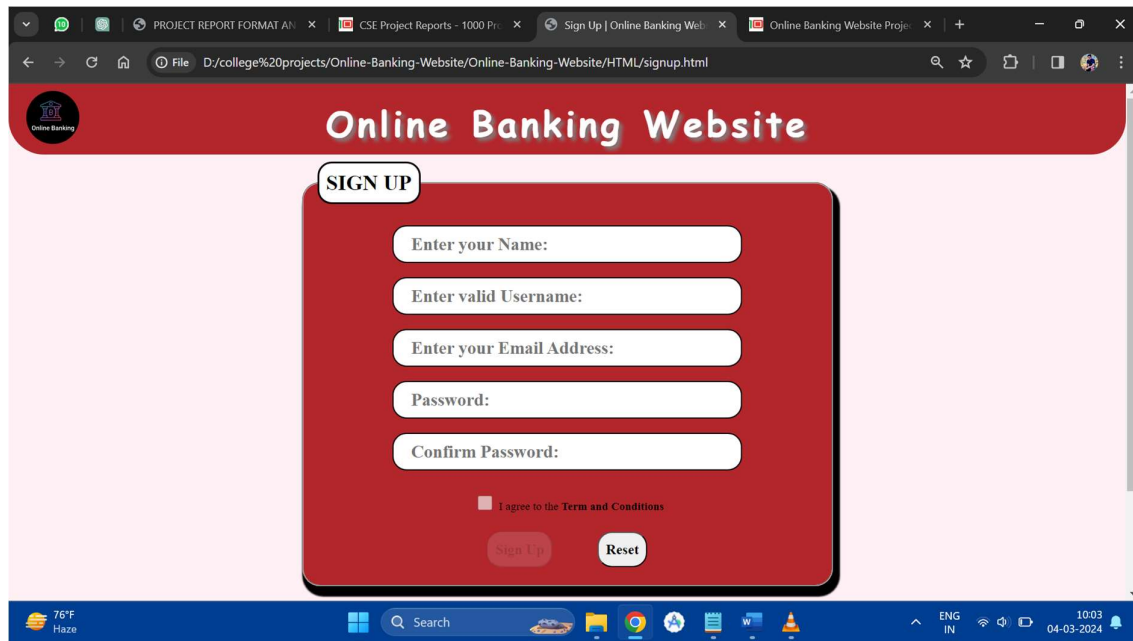 10
PROJECT REPORT FORMAT AN
CSE Project Reports - 1000 Pro
Sign Up | Online Banking Web
Online Banking Website Projec
File D:/college%20projects/Online-Banking-Website/Online-Banking-Website/HTML/signup.html
Online Banking
Online Banking Website
SIGN UP
Enter your Name:
Enter valid Username:
Enter your Email Address:
Password:
Confirm Password:
I agree to the Term and Conditions
Sign Up Reset
76°F
Haze
Search
W
ENG
IN
10:03
04-03-2024